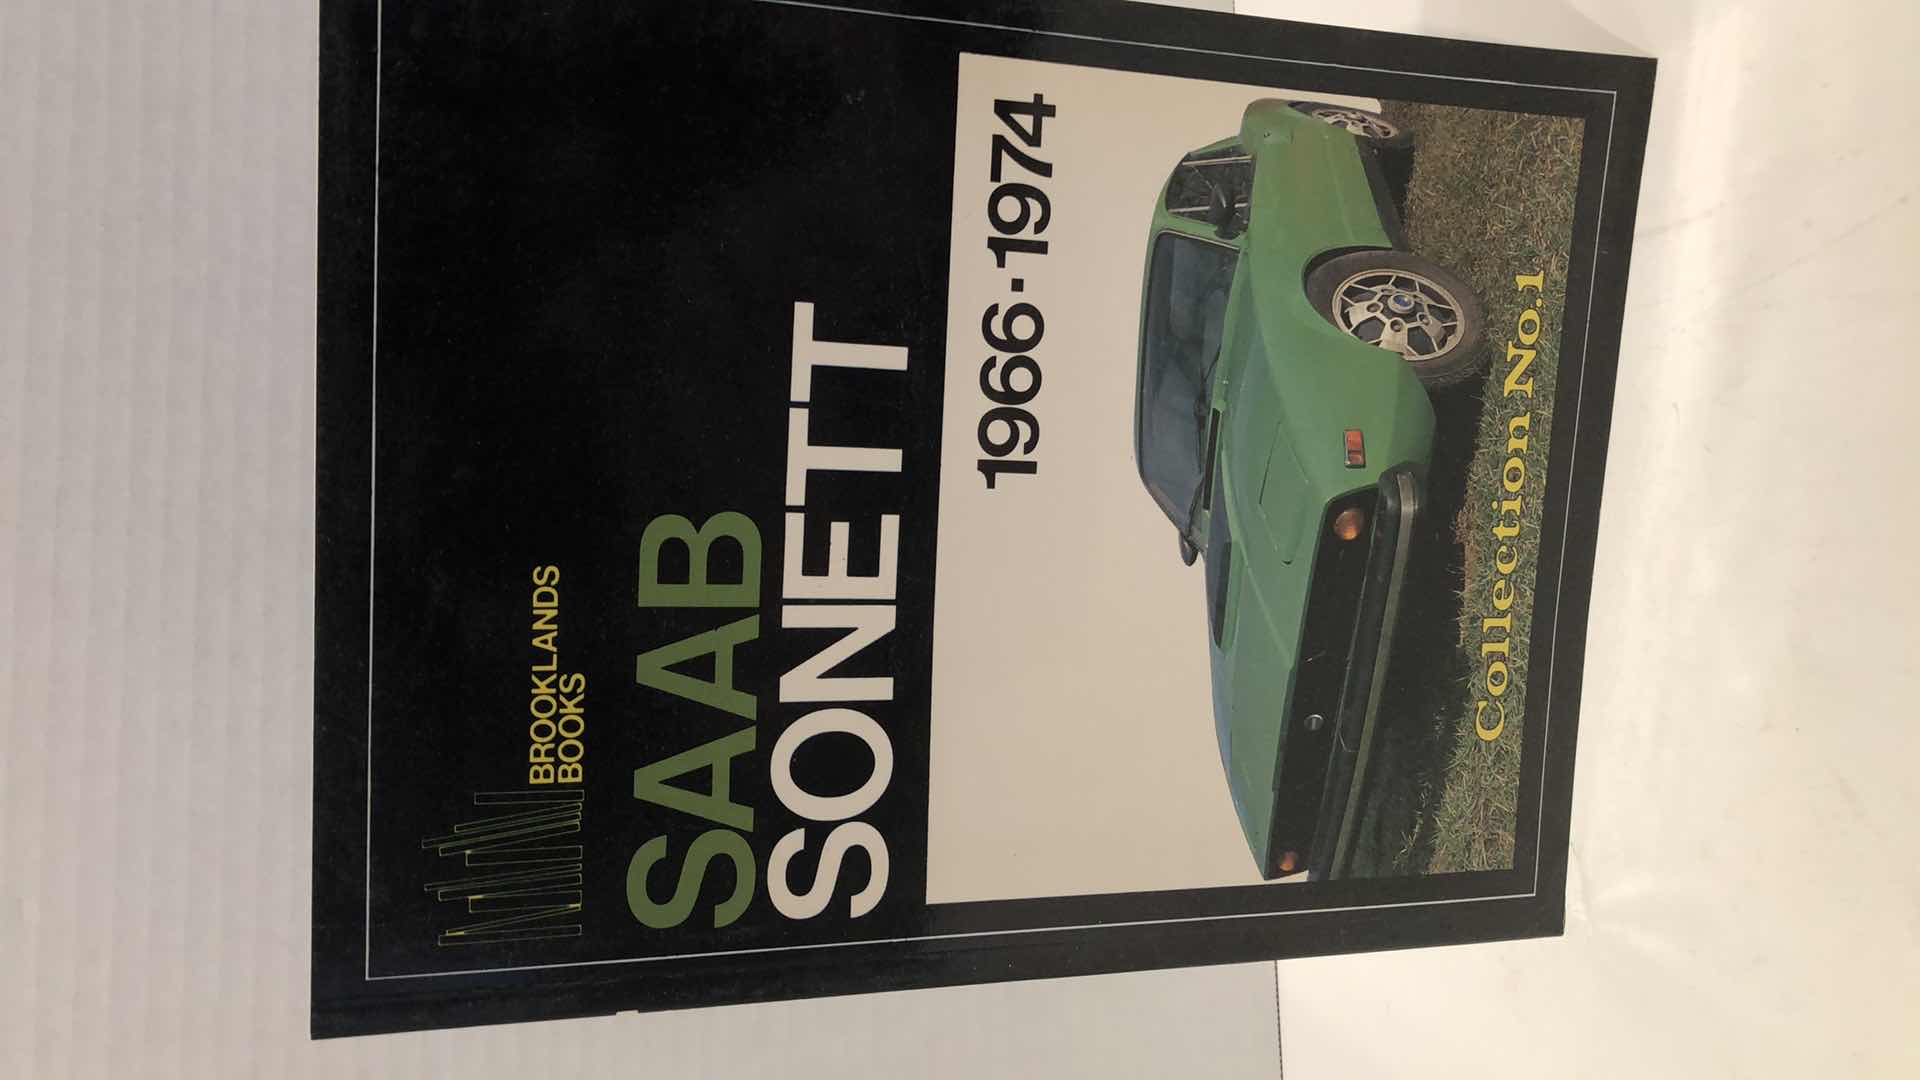 BROOKLANDS
BOOKS
SAAB
SONETT
1966-1974
Collection No.1